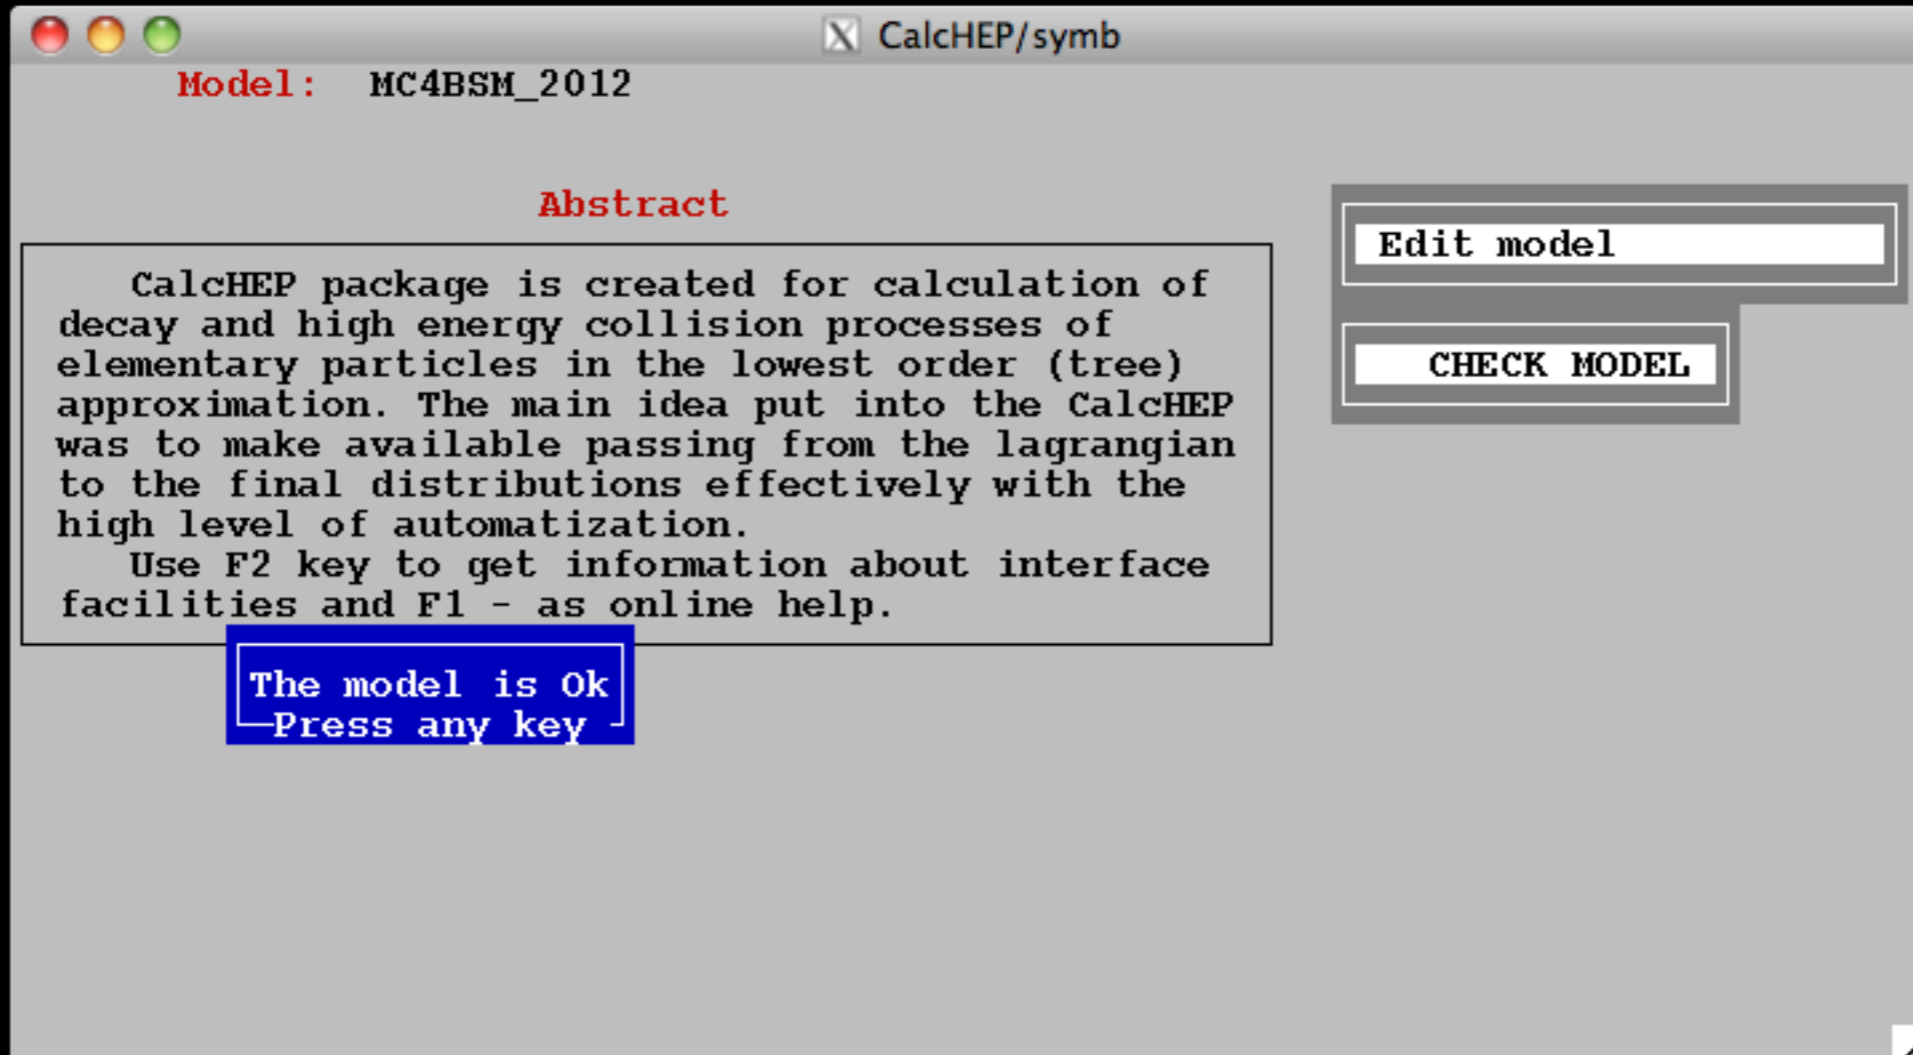 CalcHEP/symb
Model: MC4BSM_2012
Abstract
CalcHEP package is created for calculation of
decay and high energy collision processes of
elementary particles in the lowest order (tree)
approximation. The main idea put into the CalcHEP
was to make available passing from the lagrangian
to the final distributions effectively with the
high level of automatization.
Use F2 key to get information about interface
facilities and F1 - as online help.
The model is Ok
Press any key
Edit model
CHECK MODEL